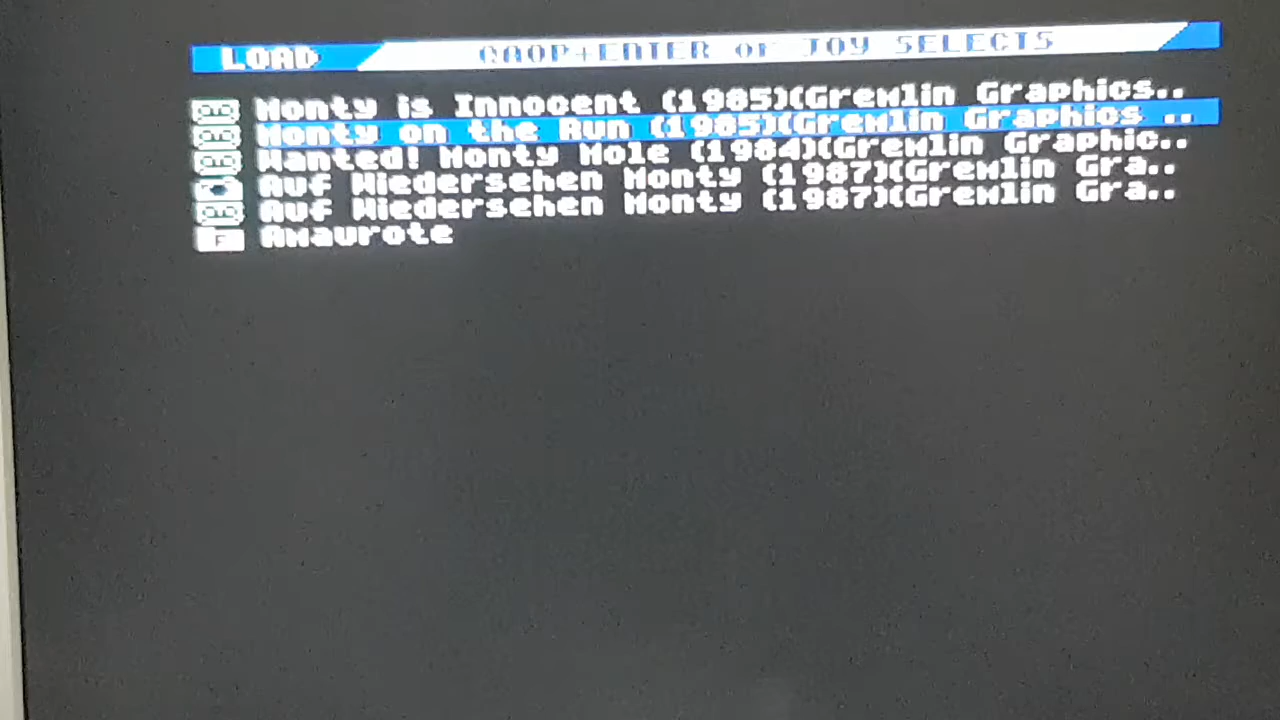 LOAD QAOP+ENTER or JOY SELECTS
Monty is Innocent (1985)(Gremlin Graphics..
Monty on the Run (1985)(Gremlin Graphics ..
Wanted! Monty Mole (1984)(Gremlin Graphic..
Auf Wiedersehen Monty (1987)(Gremlin Gra..
Auf Wiedersehen Monty (1987)(Gremlin Gra..
Amaurote